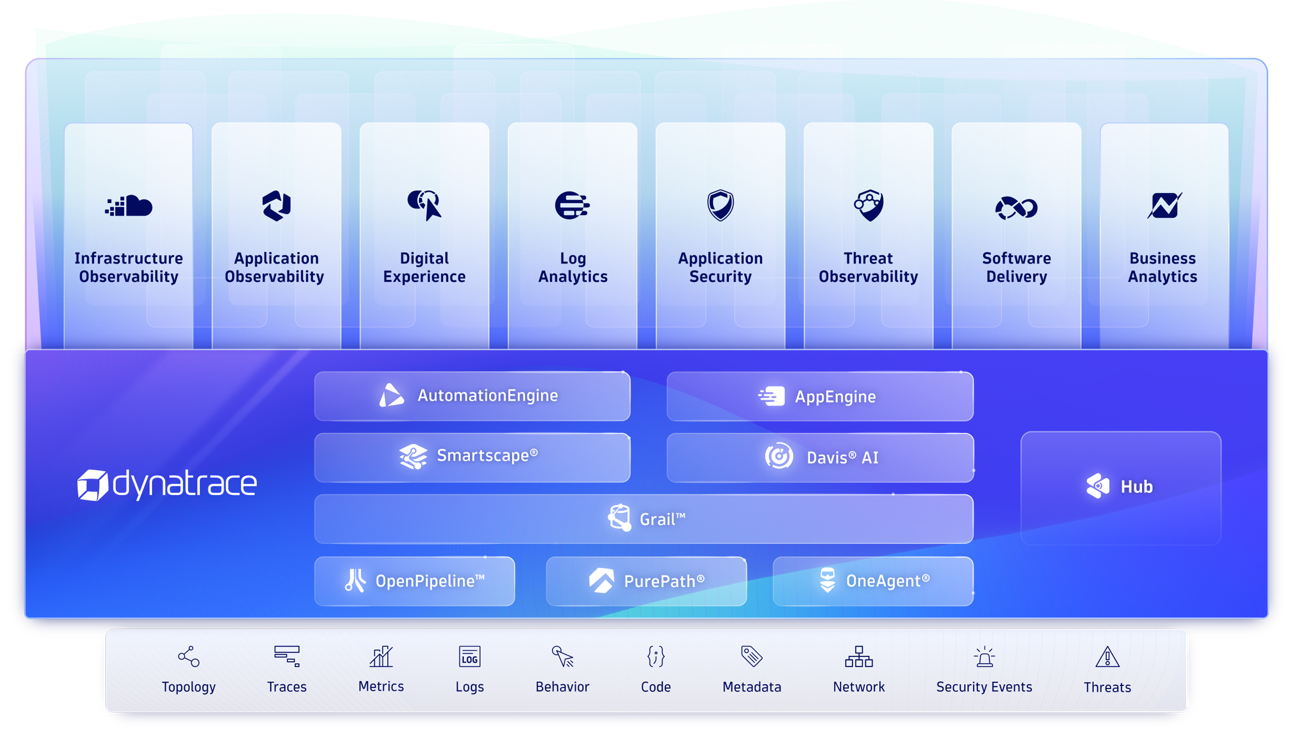 Infrastructure
Observability
Application
Observability
Digital
Experience
Log
Analytics
Application
Security
Threat
Observability
Software
Delivery
Business
Analytics
AutomationEngine
AppEngine
Smartscape®
Davis® AI
dynatrace
Hub
Grail™
OpenPipeline™
PurePath®
OneAgent®
LOG
Topology
Traces
Metrics
Logs
Behavior
Code
Metadata
Network
Security Events
Threats